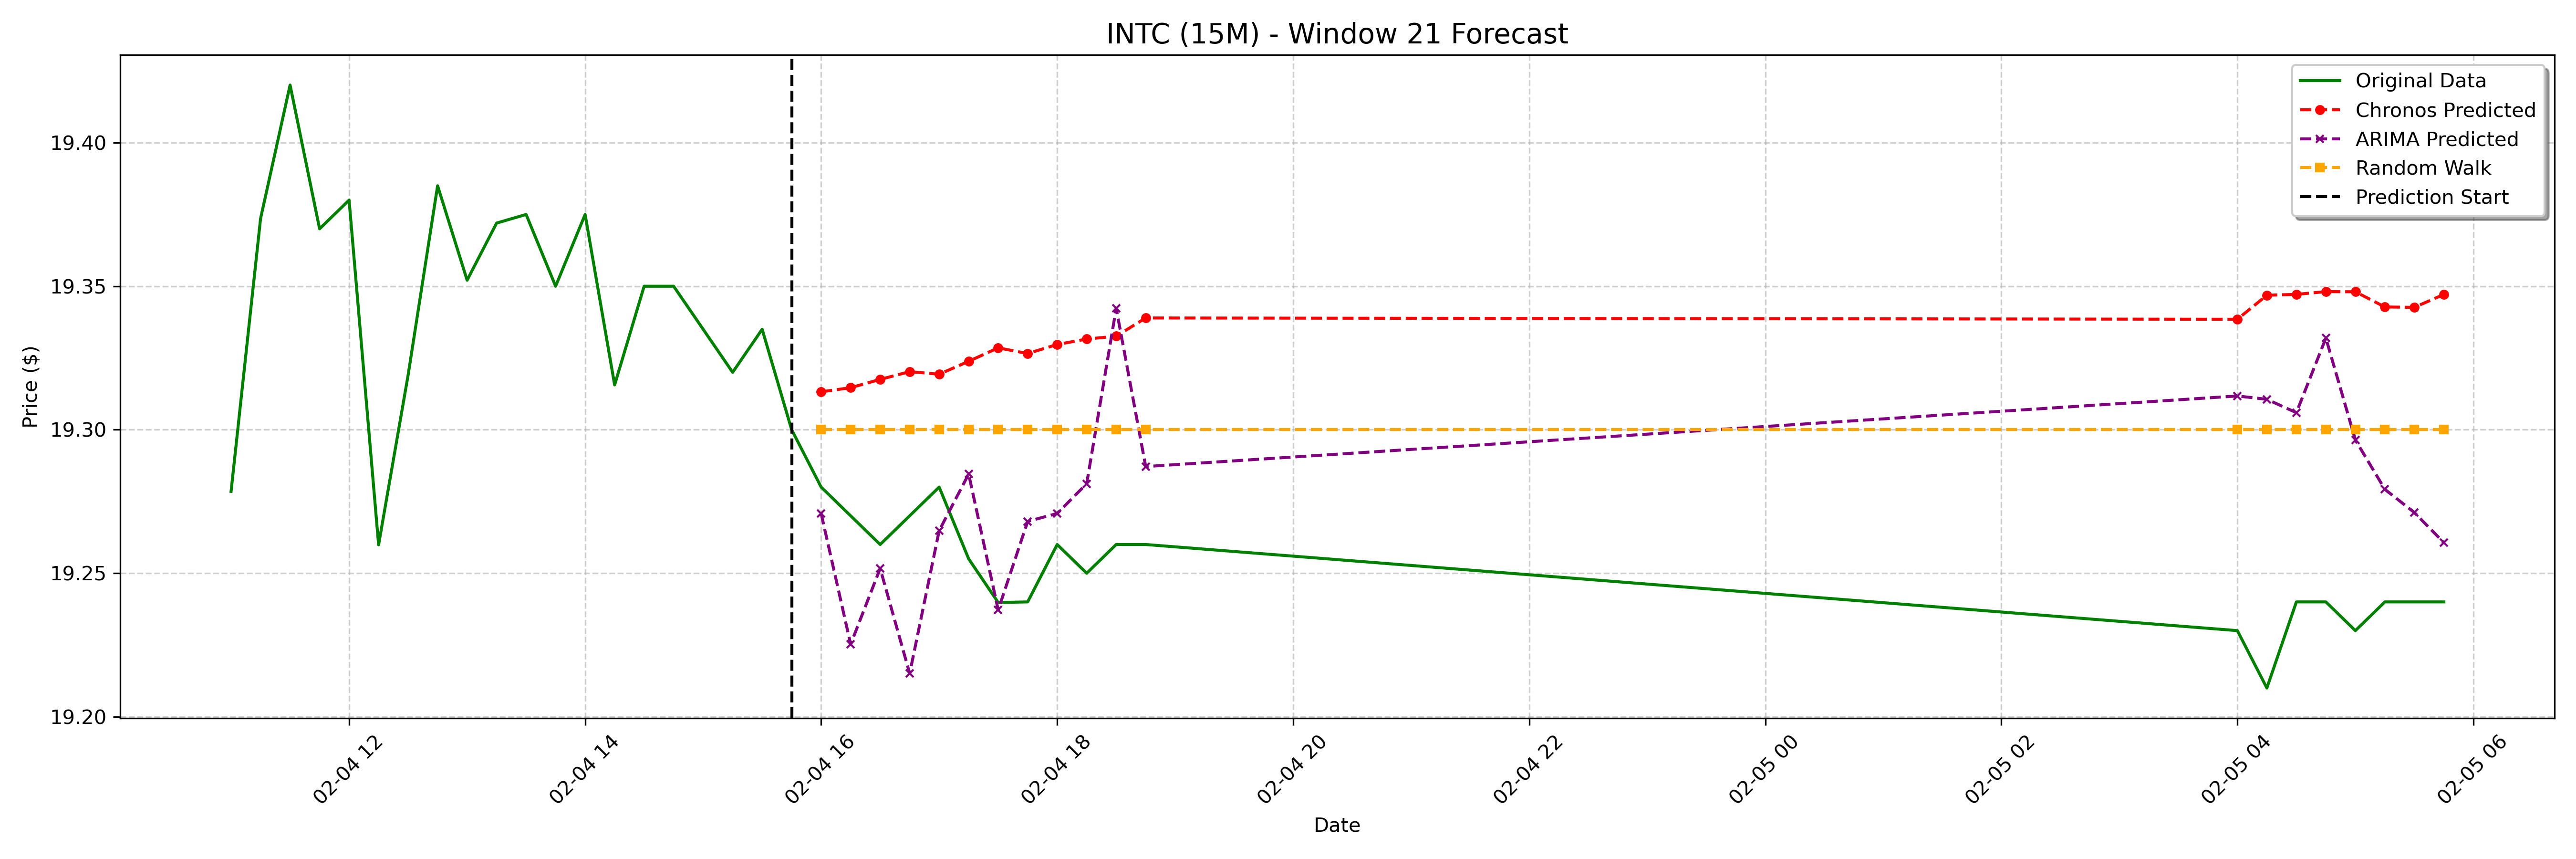 INTC (15M) - Window 21 Forecast
Original Data
Chronos Predicted
ARIMA Predicted
Random Walk
Prediction Start
Price ($)
19.40
19.35
19.30
19.25
19.20
02-04 12
02-04 14
02-04 16
02-04 18
02-04 20
02-04 22
02-05 00
02-05 02
02-05 04
02-05 06
Date